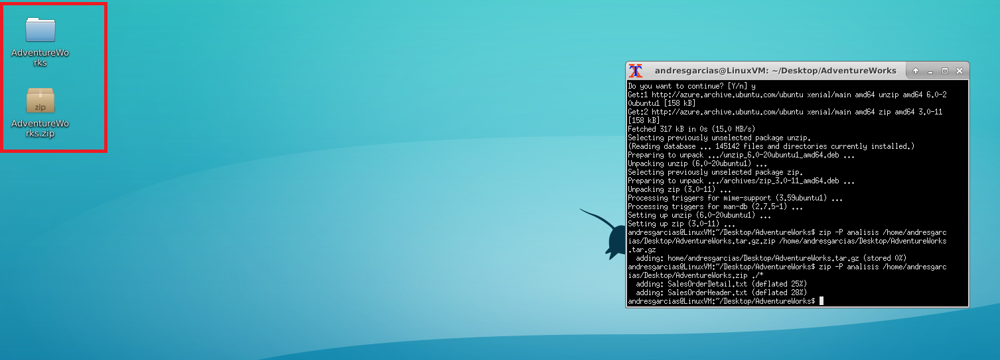 AdventureWo
rks
zip
AdventureWo
rks.zip
andresgarcias@LinuxVM: ~/Desktop/AdventureWorks
Do you want to continue? [Y/n] y
Get:1 http://azure.archive.ubuntu.com/ubuntu xenial/main amd64 unzip amd64 6.0-2
0ubuntu1 [158 kB]
Get:2 http://azure.archive.ubuntu.com/ubuntu xenial/main amd64 zip amd64 3.0-11
[158 kB]
Fetched 317 kB in 0s (15.0 MB/s)
Selecting previously unselected package unzip.
(Reading database ... 145142 files and directories currently installed.)
Preparing to unpack .../unzip_6.0-20ubuntu1_amd64.deb ...
Unpacking unzip (6.0-20ubuntu1) ...
Selecting previously unselected package zip.
Preparing to unpack .../archives/zip_3.0-11_amd64.deb ...
Unpacking zip (3.0-11) ...
Processing triggers for mime-support (3.59ubuntu1) ...
Processing triggers for man-db (2.7.5-1) ...
Setting up unzip (6.0-20ubuntu1) ...
Setting up zip (3.0-11) ...
andresgarcias@LinuxVM:~/Desktop/AdventureWorks$ zip -P analisis /home/andresgarc
ias/Desktop/AdventureWorks.tar.gz.zip /home/andresgarcias/Desktop/AdventureWorks
.tar.gz
adding: home/andresgarcias/Desktop/AdventureWorks.tar.gz (stored 0%)
andresgarcias@LinuxVM:~/Desktop/AdventureWorks$ zip -P analisis /home/andresgarc
ias/Desktop/AdventureWorks.zip ./*
adding: SalesOrderDetail.txt (deflated 25%)
adding: SalesOrderHeader.txt (deflated 28%)
andresgarcias@LinuxVM:~/Desktop/AdventureWorks$